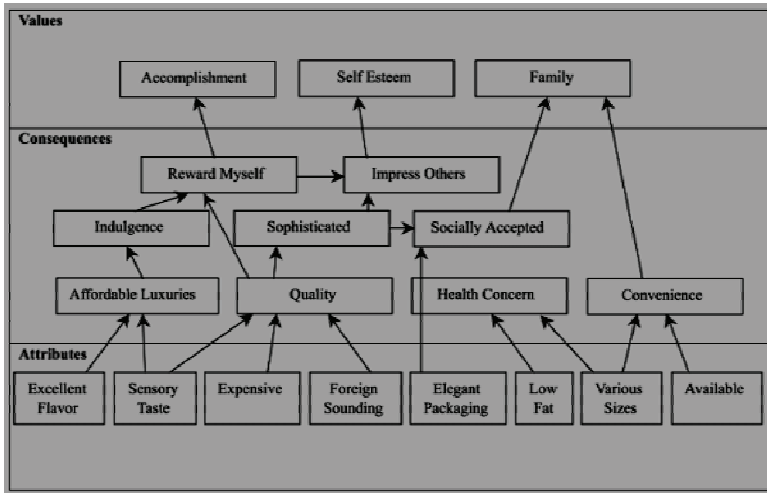 Values
Accomplishment
Self Esteem
Family
Consequences
Reward Myself
Impress Others
Indulgence
Sophisticated
Socially Accepted
Affordable Luxuries
Quality
Health Concern
Convenience
Attributes
Excellent
Flavor
Sensory
Taste
Expensive
Foreign
Sounding
Elegant
Packaging
Low
Fat
Various
Sizes
Available